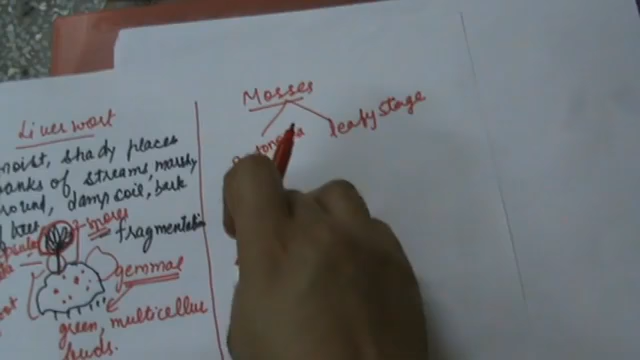 Liverwort
moist, shady places
banks of streams, marshy
ground, damp soil, bark
of tree
fragmentation
gemmae
green, multicellular
buds.
Mosses
leafy stage